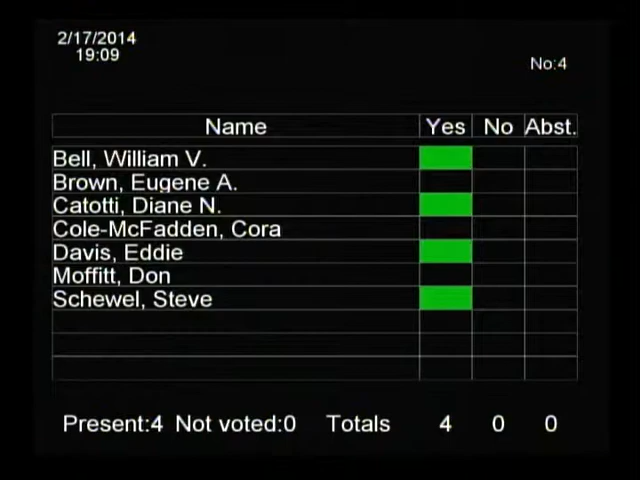 2/17/2014
19:09
No:4
Name Yes No Abst.
Bell, William V.
Brown, Eugene A.
Catotti, Diane N.
Cole-McFadden, Cora
Davis, Eddie
Moffitt, Don
Schewel, Steve
Present:4 Not voted:0 Totals 4 0 0